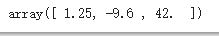 array([ 1.25, -9.6 , 42.  ])